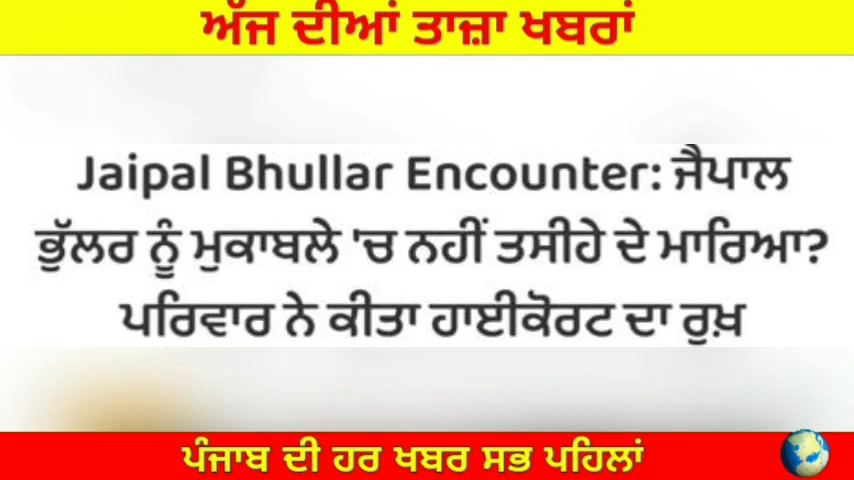 ਅੱਜ ਦੀਆਂ ਤਾਜ਼ਾ ਖਬਰਾਂ
Jaipal Bhullar Encounter: ਜੈਪਾਲ
ਭੁੱਲਰ ਨੂੰ ਮੁਕਾਬਲੇ 'ਚ ਨਹੀਂ ਤਸੀਹੇ ਦੇ ਮਾਰਿਆ?
ਪਰਿਵਾਰ ਨੇ ਕੀਤਾ ਹਾਈਕੋਰਟ ਦਾ ਰੁਖ਼
ਪੰਜਾਬ ਦੀ ਹਰ ਖਬਰ ਸਭ ਪਹਿਲਾਂ